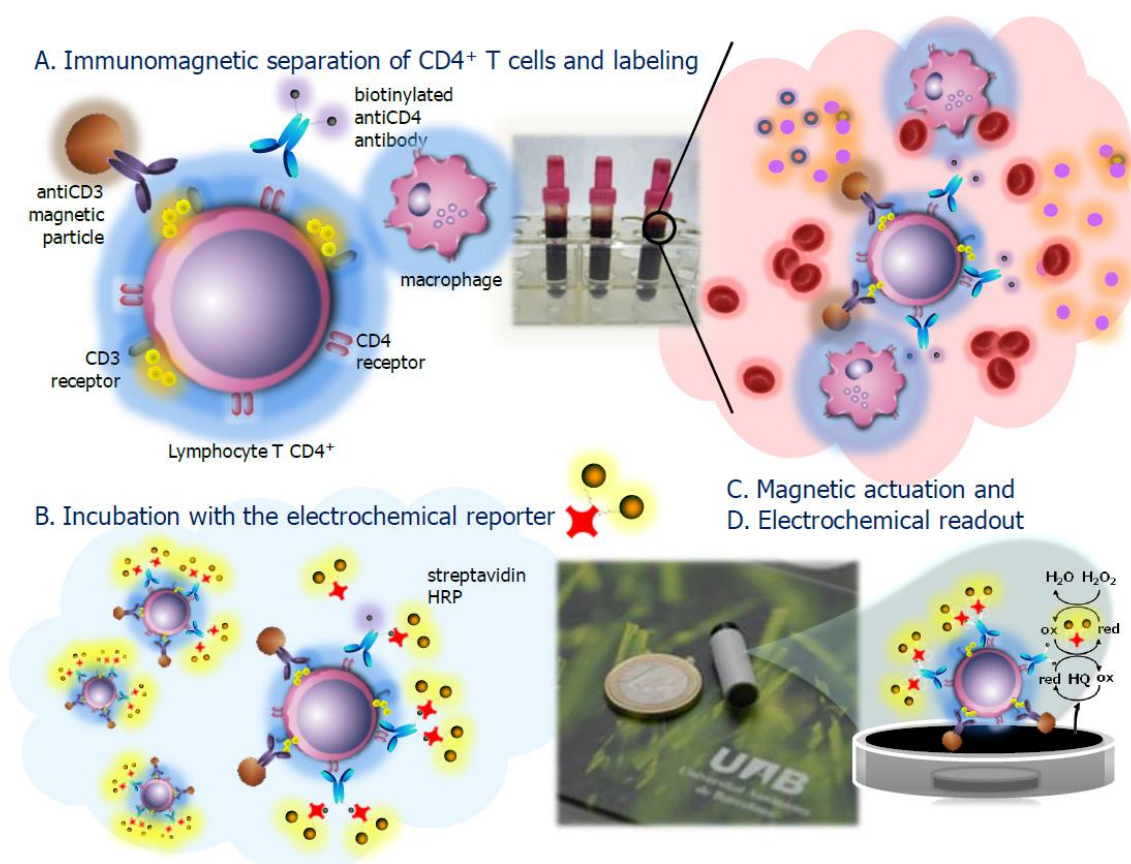 A. Immunomagnetic separation of CD4⁺ T cells and labeling
biotinylated
antiCD4
antibody
antiCD3
magnetic
particle
macrophage
CD3
receptor
CD4
receptor
Lymphocyte T CD4⁺
B. Incubation with the electrochemical reporter
streptavidin
HRP
C. Magnetic actuation and
D. Electrochemical readout
UAB
H₂O H₂O₂
ox red
red HQ ox